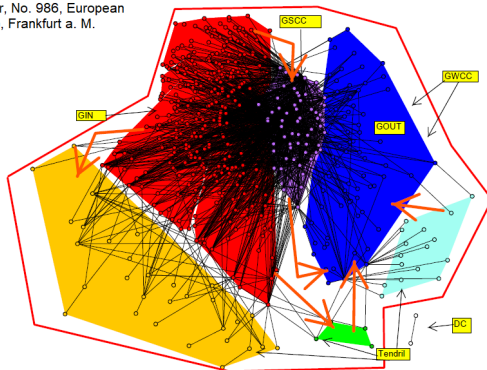 r, No. 986, European
, Frankfurt a. M.
GSCC
GWCC
GIN
GOUT
DC
Tendril